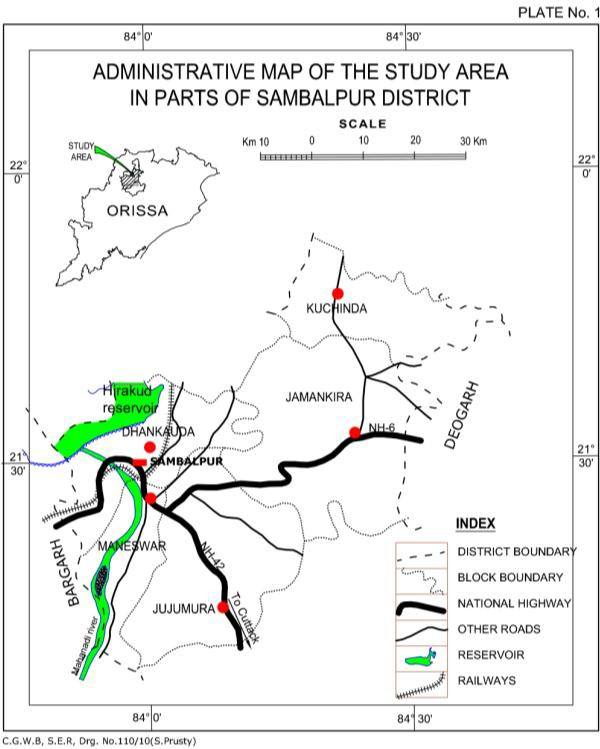 PLATE No. 1
84° 0'
84° 30'
ADMINISTRATIVE MAP OF THE STUDY AREA
IN PARTS OF SAMBALPUR DISTRICT
SCALE
Km 10 0 10 20 30 Km
STUDY
AREA
22°
0'
22°
0'
ORISSA
KUCHINDA
JAMANKIRA
DEOGARH
Hirakud
reservoir
DHANKAUDA
NH-6
SAMBALPUR
21°
30'
21°
30'
MANESWAR
BARGARH
NH-42
JUJUMURA
To Cuttack
Mahanadi river
INDEX
DISTRICT BOUNDARY
BLOCK BOUNDARY
NATIONAL HIGHWAY
OTHER ROADS
RESERVOIR
RAILWAYS
84° 0'
84° 30'
C.G.W.B, S.E.R, Drg. No.110/10(S.Prusty)